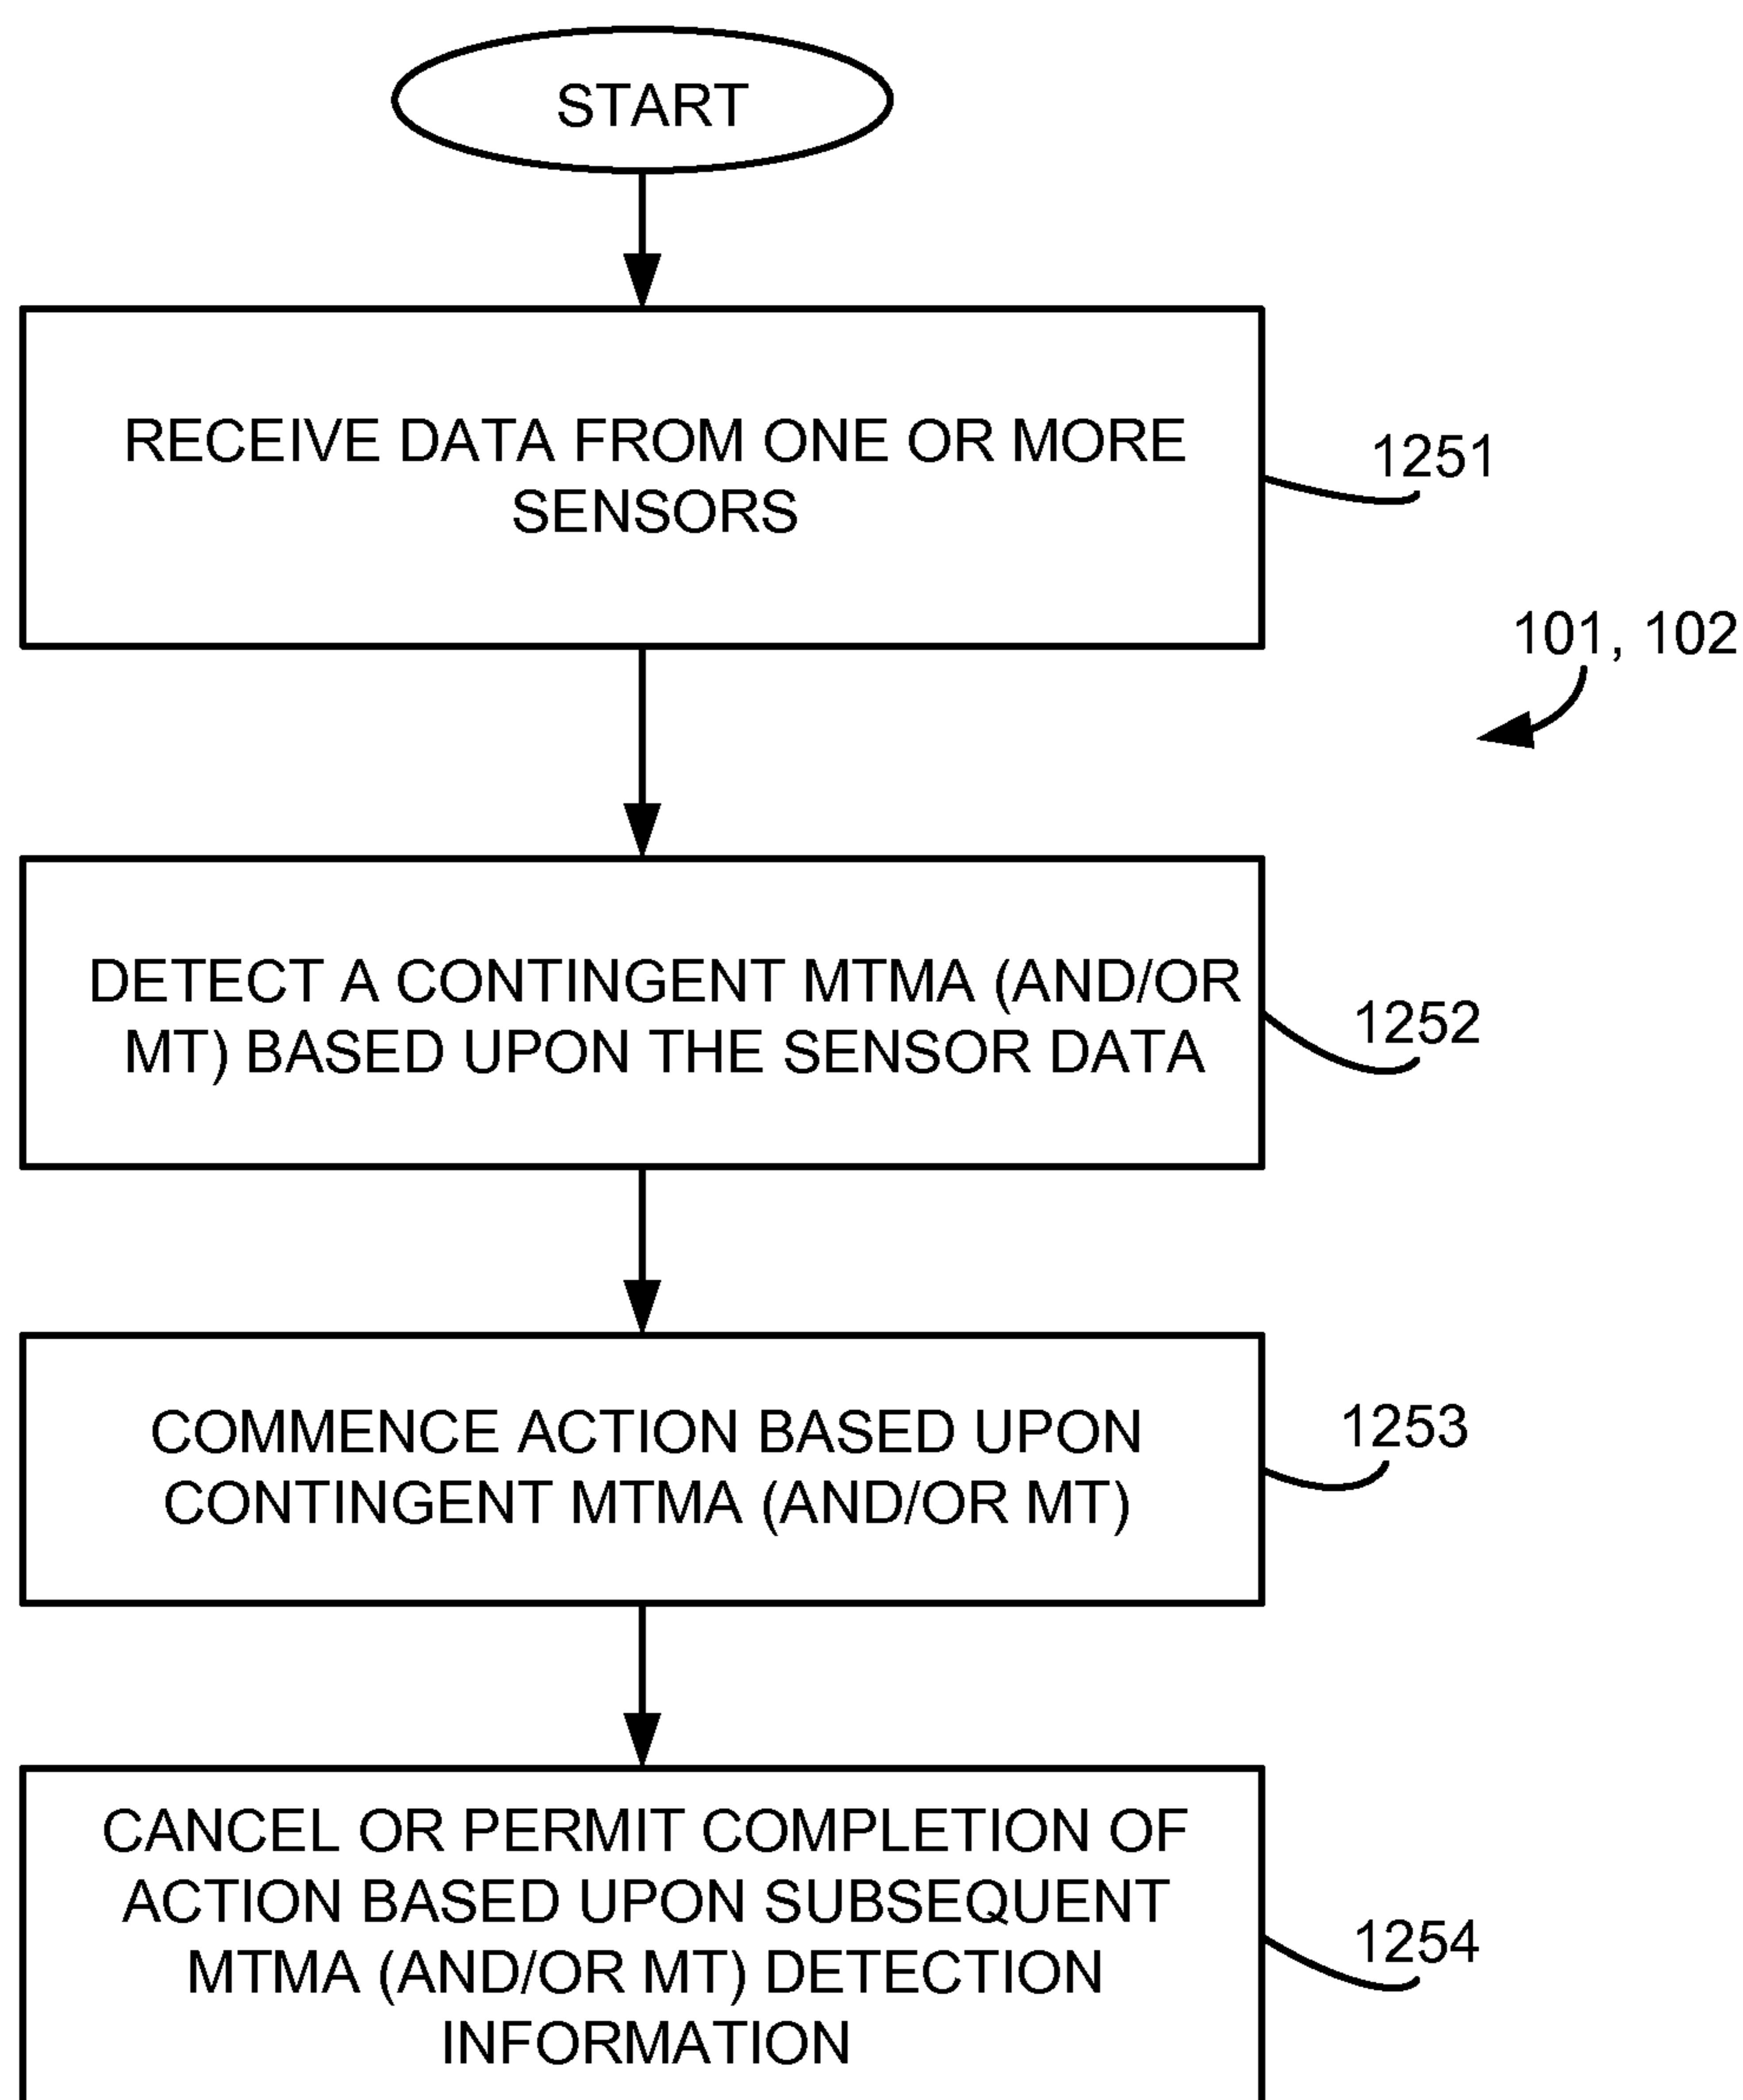 START
RECEIVE DATA FROM ONE OR MORE
SENSORS
1251
101, 102
DETECT A CONTINGENT MTMA (AND/OR
MT) BASED UPON THE SENSOR DATA
1252
COMMENCE ACTION BASED UPON
CONTINGENT MTMA (AND/OR MT)
1253
CANCEL OR PERMIT COMPLETION OF
ACTION BASED UPON SUBSEQUENT
MTMA (AND/OR MT) DETECTION
INFORMATION
1254